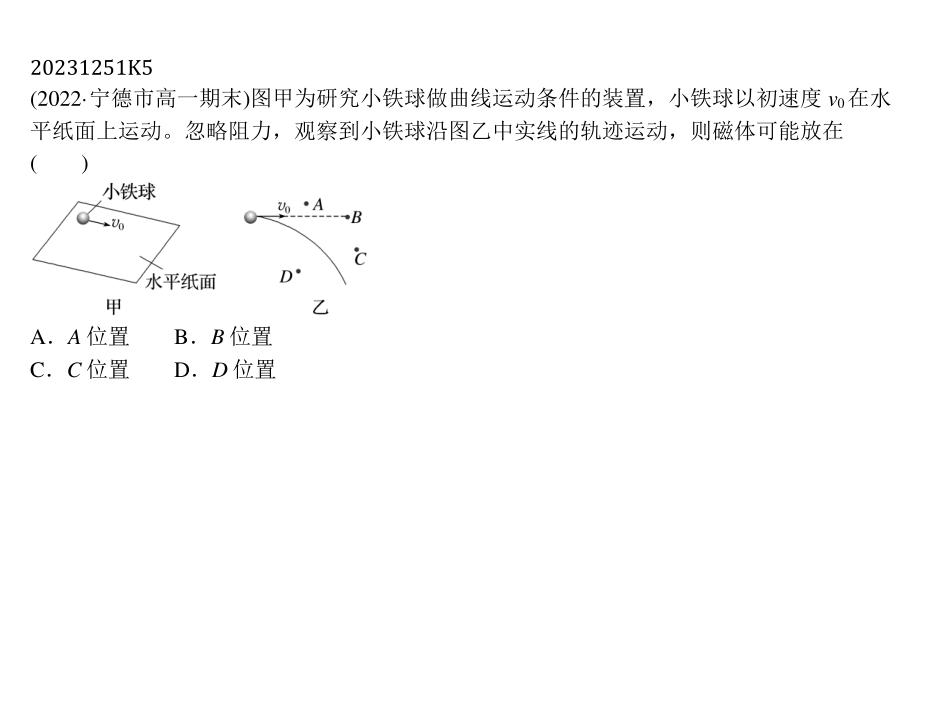 20231251K5
(2022·宁德市高一期末)图甲为研究小铁球做曲线运动条件的装置，小铁球以初速度 v0 在水
平纸面上运动。忽略阻力，观察到小铁球沿图乙中实线的轨迹运动，则磁体可能放在
(　　)
小铁球
v0
水平纸面
甲
v0
A
B
C
D
乙
A．A 位置　　B．B 位置
C．C 位置　　D．D 位置